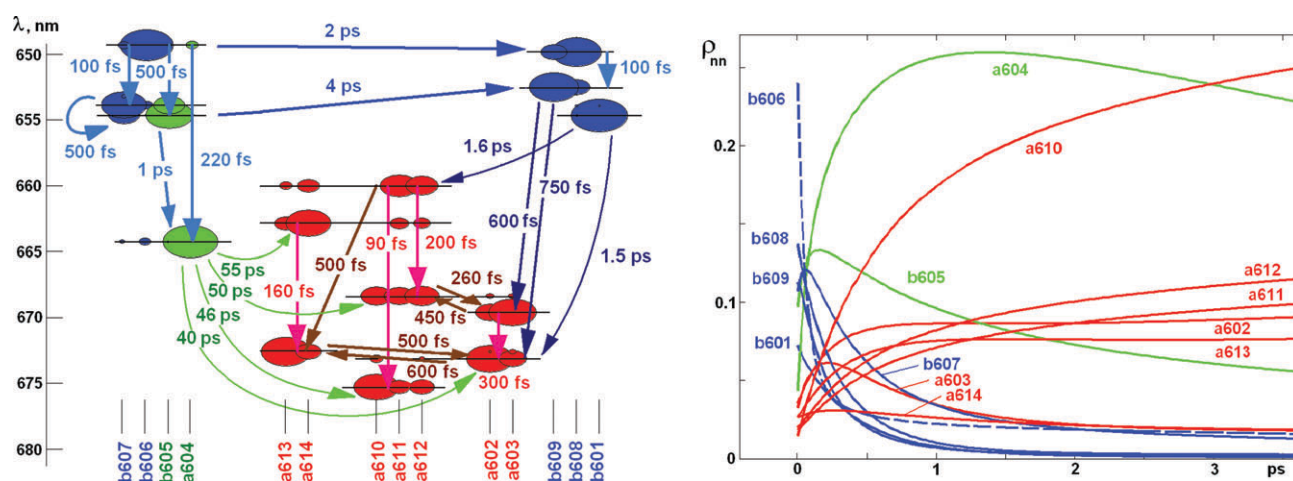 λ, nm
650
655
660
665
670
675
680
2 ps
100 fs
500 fs
100 fs
4 ps
500 fs
1 ps
220 fs
1.6 ps
750 fs
600 fs
90 fs
200 fs
500 fs
1.5 ps
55 ps
50 ps
46 ps
40 ps
160 fs
260 fs
450 fs
500 fs
600 fs
300 fs
b607
b606
b605
a604
a613
a614
a610
a611
a612
a602
a603
b609
b608
b601
ρnn
0.2
0.1
0
b606
a604
a610
b608
b605
b609
a612
a611
a602
b601
b607
a613
a603
a614
0
1
2
3
ps